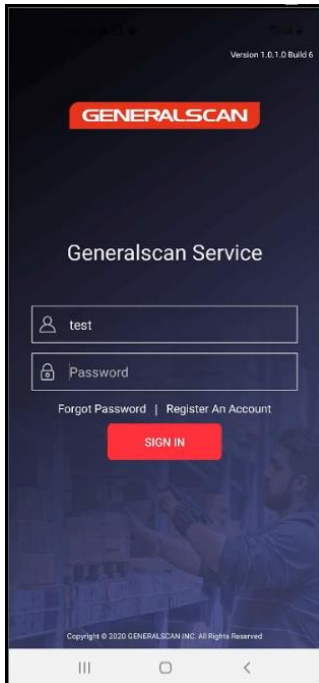 Version 1.0.1.0 Build 6
GENERALSCAN
Generalscan Service
test
Password
Forgot Password | Register An Account
SIGN IN
Copyright © 2020 GENERALSCAN INC. All Rights Reserved